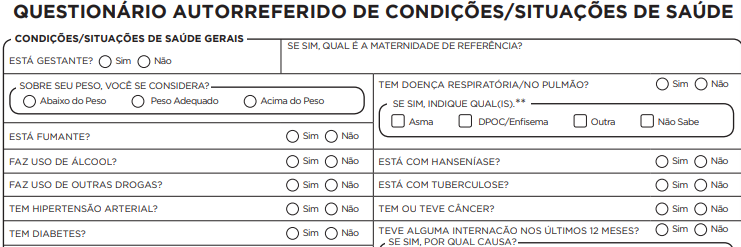 QUESTIONÁRIO AUTORREFERIDO DE CONDIÇÕES/SITUAÇÕES DE SAÚDE
CONDIÇÕES/SITUAÇÕES DE SAÚDE GERAIS
ESTÁ GESTANTE? Sim Não
SE SIM, QUAL É A MATERNIDADE DE REFERÊNCIA?
SOBRE SEU PESO, VOCÊ SE CONSIDERA?
Abaixo do Peso Peso Adequado Acima do Peso
TEM DOENÇA RESPIRATÓRIA/NO PULMÃO? Sim Não
SE SIM, INDIQUE QUAL(IS).**
Asma DPOC/Enfisema Outra Não Sabe
ESTÁ FUMANTE? Sim Não
FAZ USO DE ÁLCOOL? Sim Não
ESTÁ COM HANSENÍASE? Sim Não
FAZ USO DE OUTRAS DROGAS? Sim Não
ESTÁ COM TUBERCULOSE? Sim Não
TEM HIPERTENSÃO ARTERIAL? Sim Não
TEM OU TEVE CÂNCER? Sim Não
TEM DIABETES? Sim Não
TEVE ALGUMA INTERNAÇÃO NOS ÚLTIMOS 12 MESES? Sim Não
SE SIM, POR QUAL CAUSA?